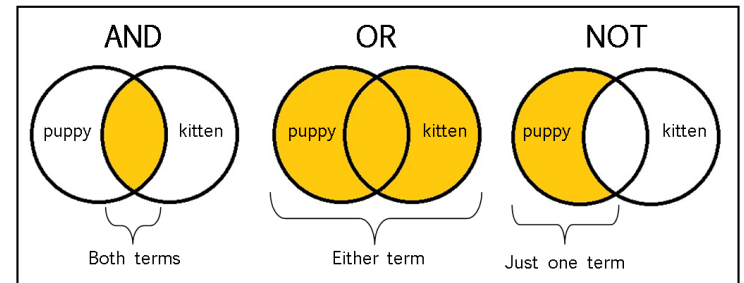 AND
puppy
kitten
Both terms
OR
puppy
kitten
Either term
NOT
puppy
kitten
Just one term